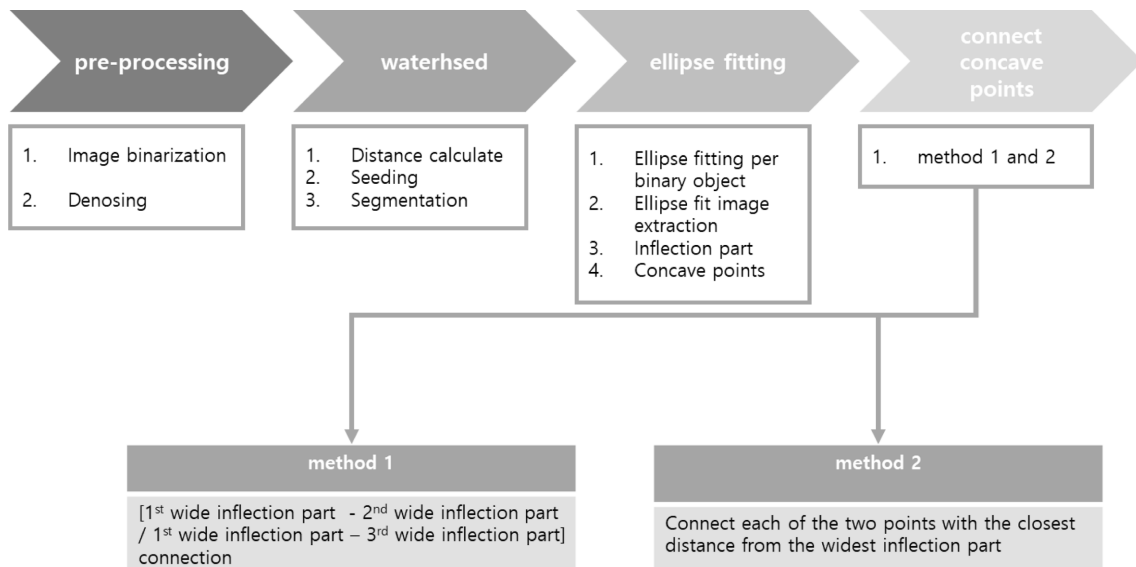 pre-processing
waterhsed
ellipse fitting
connect
concave
points
1. Image binarization
2. Denosing
1. Distance calculate
2. Seeding
3. Segmentation
1. Ellipse fitting per
binary object
2. Ellipse fit image
extraction
3. Inflection part
4. Concave points
1. method 1 and 2
method 1
[1st wide inflection part - 2nd wide inflection part
/ 1st wide inflection part – 3rd wide inflection part]
connection
method 2
Connect each of the two points with the closest
distance from the widest inflection part